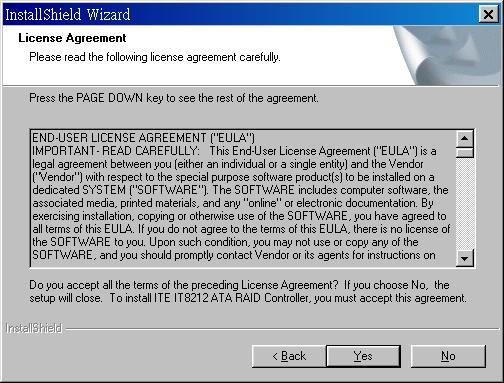 InstallShield Wizard
License Agreement
Please read the following license agreement carefully.
Press the PAGE DOWN key to see the rest of the agreement.
END-USER LICENSE AGREEMENT ("EULA")
IMPORTANT- READ CAREFULLY: This End-User License Agreement ("EULA") is a
legal agreement between you (either an individual or a single entity) and the Vendor
("Vendor") with respect to the special purpose software product(s) to be installed on a
dedicated SYSTEM ("SOFTWARE"). The SOFTWARE includes computer software, the
associated media, printed materials, and any "online" or electronic documentation. By
exercising installation, copying or otherwise use of the SOFTWARE, you have agreed to
all terms of this EULA. If you do not agree to the terms of this EULA, there is no license of
the SOFTWARE to you. Upon such condition, you may not use or copy any of the
SOFTWARE, and you should promptly contact Vendor or its agents for instructions on
Do you accept all the terms of the preceding License Agreement? If you choose No, the
setup will close. To install ITE IT8212 ATA RAID Controller, you must accept this agreement.
InstallShield
< Back
Yes
No